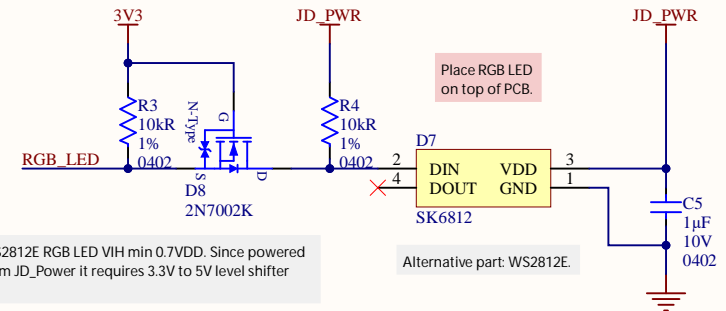 3V3
JD_PWR
JD_PWR
Place RGB LED
on top of PCB.
R3
10kR
1%
0402
N-Type
G
S
D
R4
10kR
1%
0402
D7
RGB_LED
D8
2N7002K
2 DIN VDD 3
4 DOUT GND 1
SK6812
C5
1µF
10V
0402
S2812E RGB LED VIH min 0.7VDD. Since powered
m JD_Power it requires 3.3V to 5V level shifter
Alternative part: WS2812E.